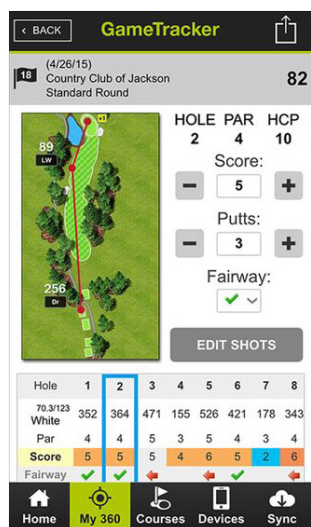 ‹ BACK GameTracker
18 (4/26/15) 82
Country Club of Jackson
Standard Round
HOLE PAR HCP
2 4 10
Score:
− 5 +
Putts:
− 3 +
Fairway:
EDIT SHOTS
+1
89
LW
256
Dr
Hole 1 2 3 4 5 6 7 8
70.3/123
White 352 364 471 155 526 421 178 343
Par 4 4 5 3 5 4 3 4
Score 5 5 5 4 6 5 2 6
Fairway
Home My 360 Courses Devices Sync